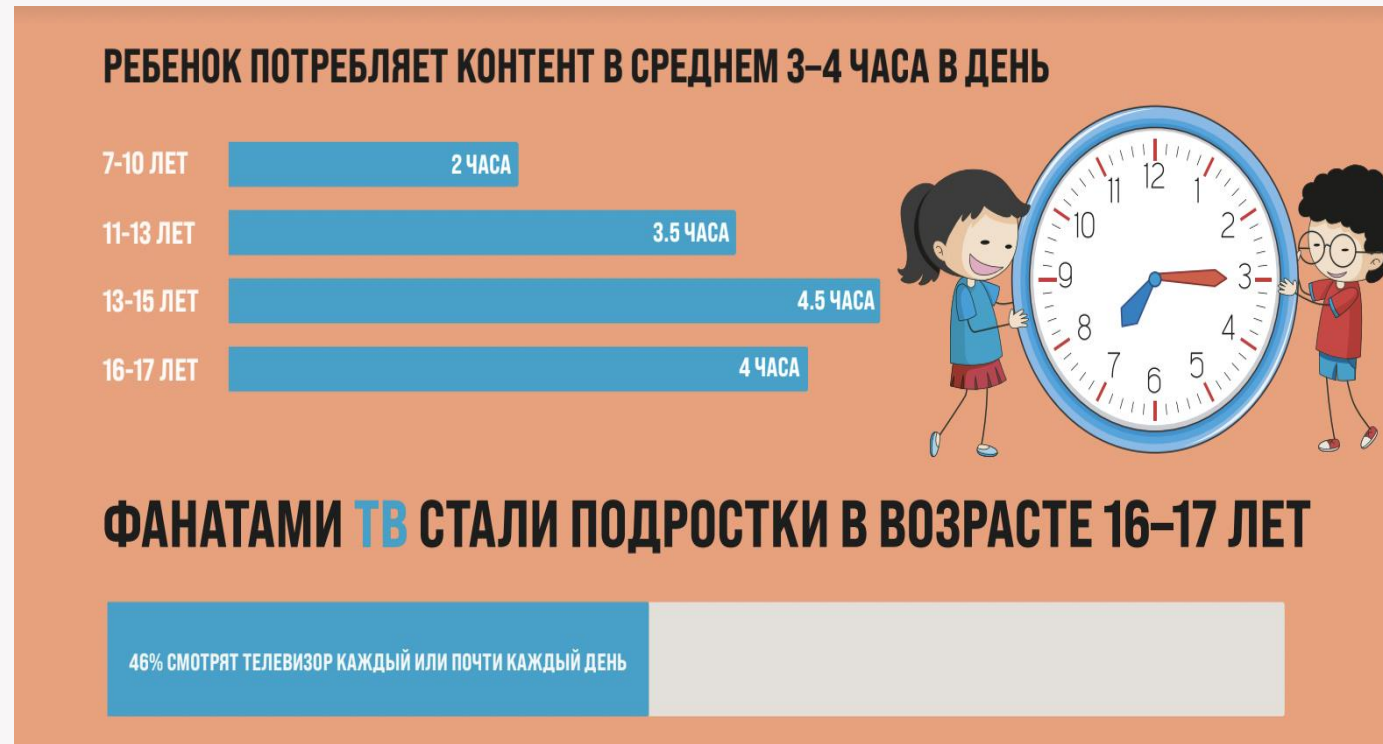 РЕБЕНОК ПОТРЕБЛЯЕТ КОНТЕНТ В СРЕДНЕМ 3–4 ЧАСА В ДЕНЬ
7-10 ЛЕТ 2 ЧАСА
11-13 ЛЕТ 3.5 ЧАСА
13-15 ЛЕТ 4.5 ЧАСА
16-17 ЛЕТ 4 ЧАСА
12
1
2
3
4
5
6
7
8
9
10
11
ФАНАТАМИ ТВ СТАЛИ ПОДРОСТКИ В ВОЗРАСТЕ 16–17 ЛЕТ
46% СМОТРЯТ ТЕЛЕВИЗОР КАЖДЫЙ ИЛИ ПОЧТИ КАЖДЫЙ ДЕНЬ